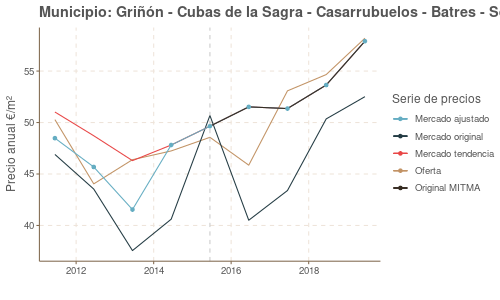 Municipio: Griñón - Cubas de la Sagra - Casarrubuelos - Batres - S
Precio anual €/m²
55
50
45
40
2012
2014
2016
2018
Serie de precios
Mercado ajustado
Mercado original
Mercado tendencia
Oferta
Original MITMA